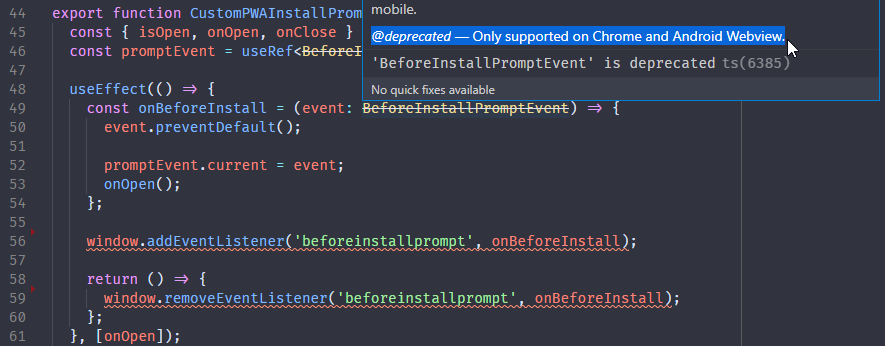 mobile.
@deprecated — Only supported on Chrome and Android Webview.
'BeforeInstallPromptEvent' is deprecated ts(6385)
No quick fixes available
44 export function CustomPWAInstallProm
45 const { isOpen, onOpen, onClose }
46 const promptEvent = useRef<BeforeI
47
48 useEffect(() => {
49 const onBeforeInstall = (event: BeforeInstallPromptEvent) => {
50 event.preventDefault();
51
52 promptEvent.current = event;
53 onOpen();
54 };
55
56 window.addEventListener('beforeinstallprompt', onBeforeInstall);
57
58 return () => {
59 window.removeEventListener('beforeinstallprompt', onBeforeInstall);
60 };
61 }, [onOpen]);